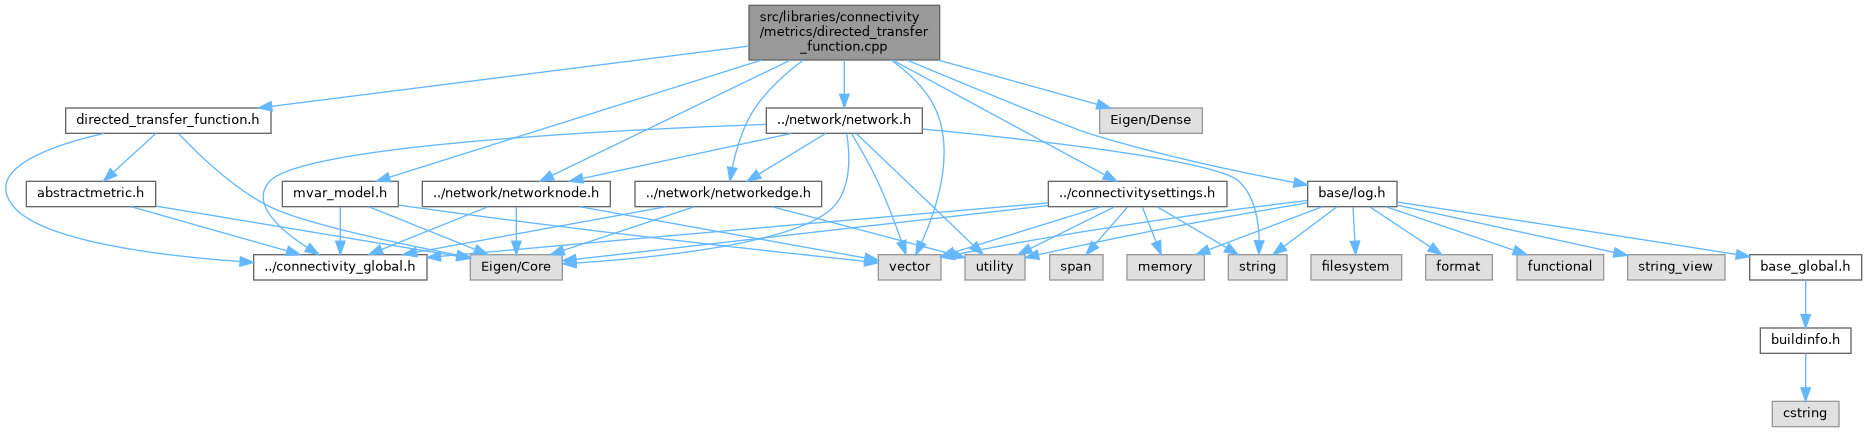 src/libraries/connectivity
/metrics/directed_transfer
_function.cpp
directed_transfer_function.h
../network/network.h
Eigen/Dense
abstractmetric.h
mvar_model.h
../network/networknode.h
../network/networkedge.h
../connectivitysettings.h
base/log.h
../connectivity_global.h
Eigen/Core
vector
utility
span
memory
string
filesystem
format
functional
string_view
base_global.h
buildinfo.h
cstring